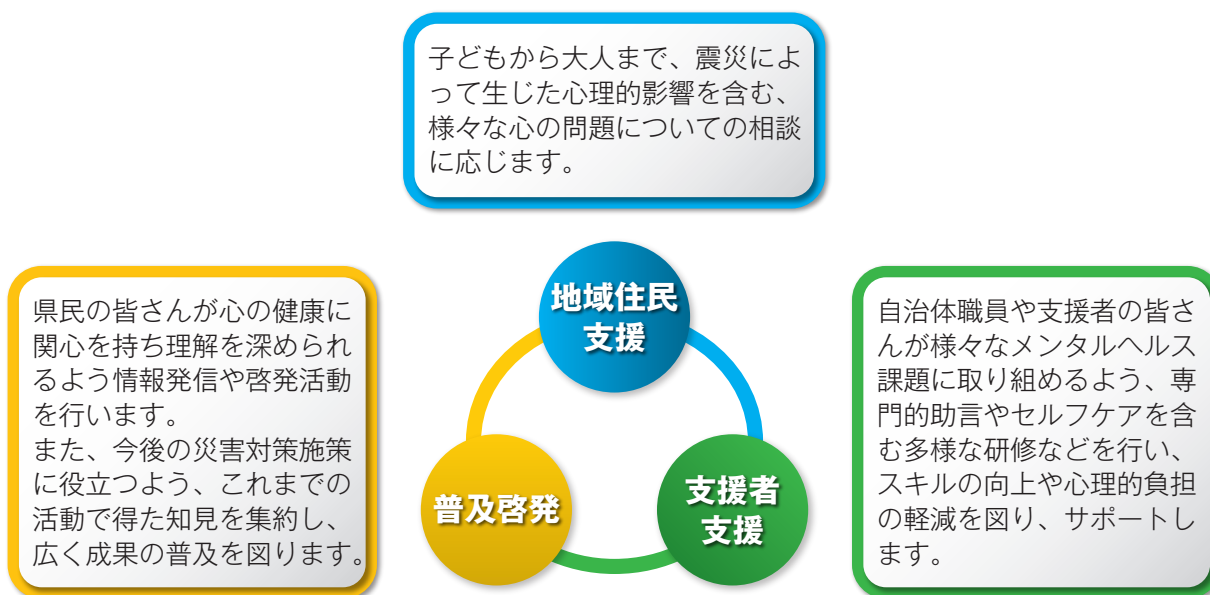 子どもから大人まで、震災によ
って生じた心理的影響を含む、
様々な心の問題についての相談
に応じます。
地域住民
支援
県民の皆さんが心の健康に
関心を持ち理解を深められ
るよう情報発信や啓発活動
を行います。
また、今後の災害対策施策
に役立つよう、これまでの
活動で得た知見を集約し、
広く成果の普及を図ります。
普及啓発
支援者
支援
自治体職員や支援者の皆さ
んが様々なメンタルヘルス
課題に取り組めるよう、専
門的助言やセルフケアを含
む多様な研修などを行い、
スキルの向上や心理的負担
の軽減を図り、サポートし
ます。